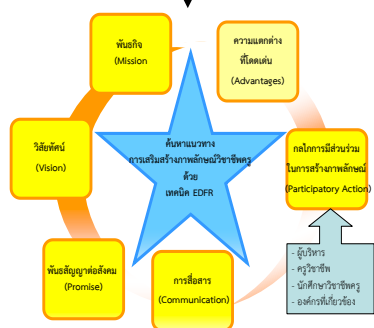 พันธกิจ
(Mission
ความแตกต่าง
ที่โดดเด่น
(Advantages)
วิสัยทัศน์
(Vision)
ค้นหาแนวทาง
การเสริมสร้างภาพลักษณ์วิชาชีพครู
ด้วย
เทคนิค EDFR
กลไกการมีส่วนร่วม
ในการสร้างภาพลักษณ์
(Participatory Action)
พันธสัญญาต่อสังคม
(Promise)
การสื่อสาร
(Communication)
- ผู้บริหาร
- ครูวิชาชีพ
- นักศึกษาวิชาชีพครู
- องค์กรที่เกี่ยวข้อง